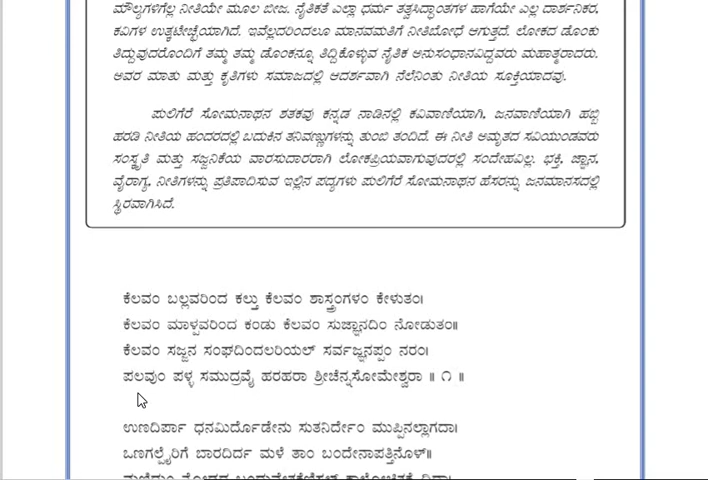 ಮೌಲ್ಯಗಳಿಗೆಲ್ಲ ನೀತಿಯೇ ಮೂಲ ಬೀಜ. ನೈತಿಕತೆ ಎಲ್ಲಾ ಧರ್ಮ ತತ್ವಸಿದ್ಧಾಂತಗಳ ಹಾಗೆಯೇ ಎಲ್ಲ ದಾರ್ಶನಿಕರ,
ಕವಿಗಳ ಉತ್ಕಟೇಚ್ಛೆಯಾಗಿದೆ. ಇವೆಲ್ಲದರಿಂದಲೂ ಮಾನವಮತಿಗೆ ನೀತಿಬೋಧೆ ಆಗುತ್ತದೆ. ಲೋಕದ ಡೊಂಕು
ತಿದ್ದುವುದರೊಂದಿಗೆ ತಮ್ಮ ತಮ್ಮ ಡೊಂಕನ್ನೂ ತಿದ್ದಿಕೊಳ್ಳುವ ನೈತಿಕ ಅನುಸಂಧಾನವಿದ್ದವರು ಮಹಾತ್ಮರಾದರು.
ಅವರ ಮಾತು ಮತ್ತು ಕೃತಿಗಳು ಸಮಾಜದಲ್ಲಿ ಆದರ್ಶವಾಗಿ ನೆಲೆನಿಂತು ನೀತಿಯ ಸೂಕ್ತಿಯಾದವು.
ಪುಲಿಗೆರೆ ಸೋಮನಾಥನ ಶತಕವು ಕನ್ನಡ ನಾಡಿನಲ್ಲಿ ಕವಿವಾಣಿಯಾಗಿ, ಜನವಾಣಿಯಾಗಿ ಹಬ್ಬಿ
ಹರಡಿ ನೀತಿಯ ಹಂದರದಲ್ಲಿ ಬದುಕಿನ ತನಿವಣ್ಣುಗಳನ್ನು ತುಂಬಿ ತಂದಿದೆ. ಈ ನೀತಿ ಅಮೃತದ ಸವಿಯುಂಡವರು
ಸಂಸ್ಕೃತಿ ಮತ್ತು ಸಜ್ಜನಿಕೆಯ ವಾರಸುದಾರರಾಗಿ ಲೋಕಪ್ರಿಯವಾಗುವುದರಲ್ಲಿ ಸಂದೇಹವಿಲ್ಲ. ಭಕ್ತಿ, ಜ್ಞಾನ,
ವೈರಾಗ್ಯ, ನೀತಿಗಳನ್ನು ಪ್ರತಿಪಾದಿಸುವ ಇಲ್ಲಿನ ಪದ್ಯಗಳು ಪುಲಿಗೆರೆ ಸೋಮನಾಥನ ಹೆಸರನ್ನು ಜನಮಾನಸದಲ್ಲಿ
ಸ್ಥಿರವಾಗಿಸಿದೆ.
ಕೆಲವಂ ಬಲ್ಲವರಿಂದ ಕಲ್ತು ಕೆಲವಂ ಶಾಸ್ತ್ರಂಗಳಂ ಕೇಳುತಂ।
ಕೆಲವಂ ಮಾಳ್ಪವರಿಂದ ಕಂಡು ಕೆಲವಂ ಸುಜ್ಞಾನದಿಂ ನೋಡುತಂ॥
ಕೆಲವಂ ಸಜ್ಜನ ಸಂಘದಿಂದಲರಿಯಲ್ ಸರ್ವಜ್ಞನಪ್ಪಂ ನರಂ।
ಪಲವುಂ ಪಳ್ಳ ಸಮುದ್ರವೈ ಹರಹರಾ ಶ್ರೀಚೆನ್ನಸೋಮೇಶ್ವರಾ ॥ ೧ ॥
ಉಣದಿರ್ಪಾ ಧನಮಿರ್ದೊಡೇನು ಸುತನಿರ್ದೇಂ ಮುಪ್ಪಿನಲ್ಲಾಗದಾ।
ಒಣಗಲ್ಪೈರಿಗೆ ಬಾರದಿರ್ದ ಮಳೆ ತಾಂ ಬಂದೇನಾಪತ್ತಿನೊಳ್॥